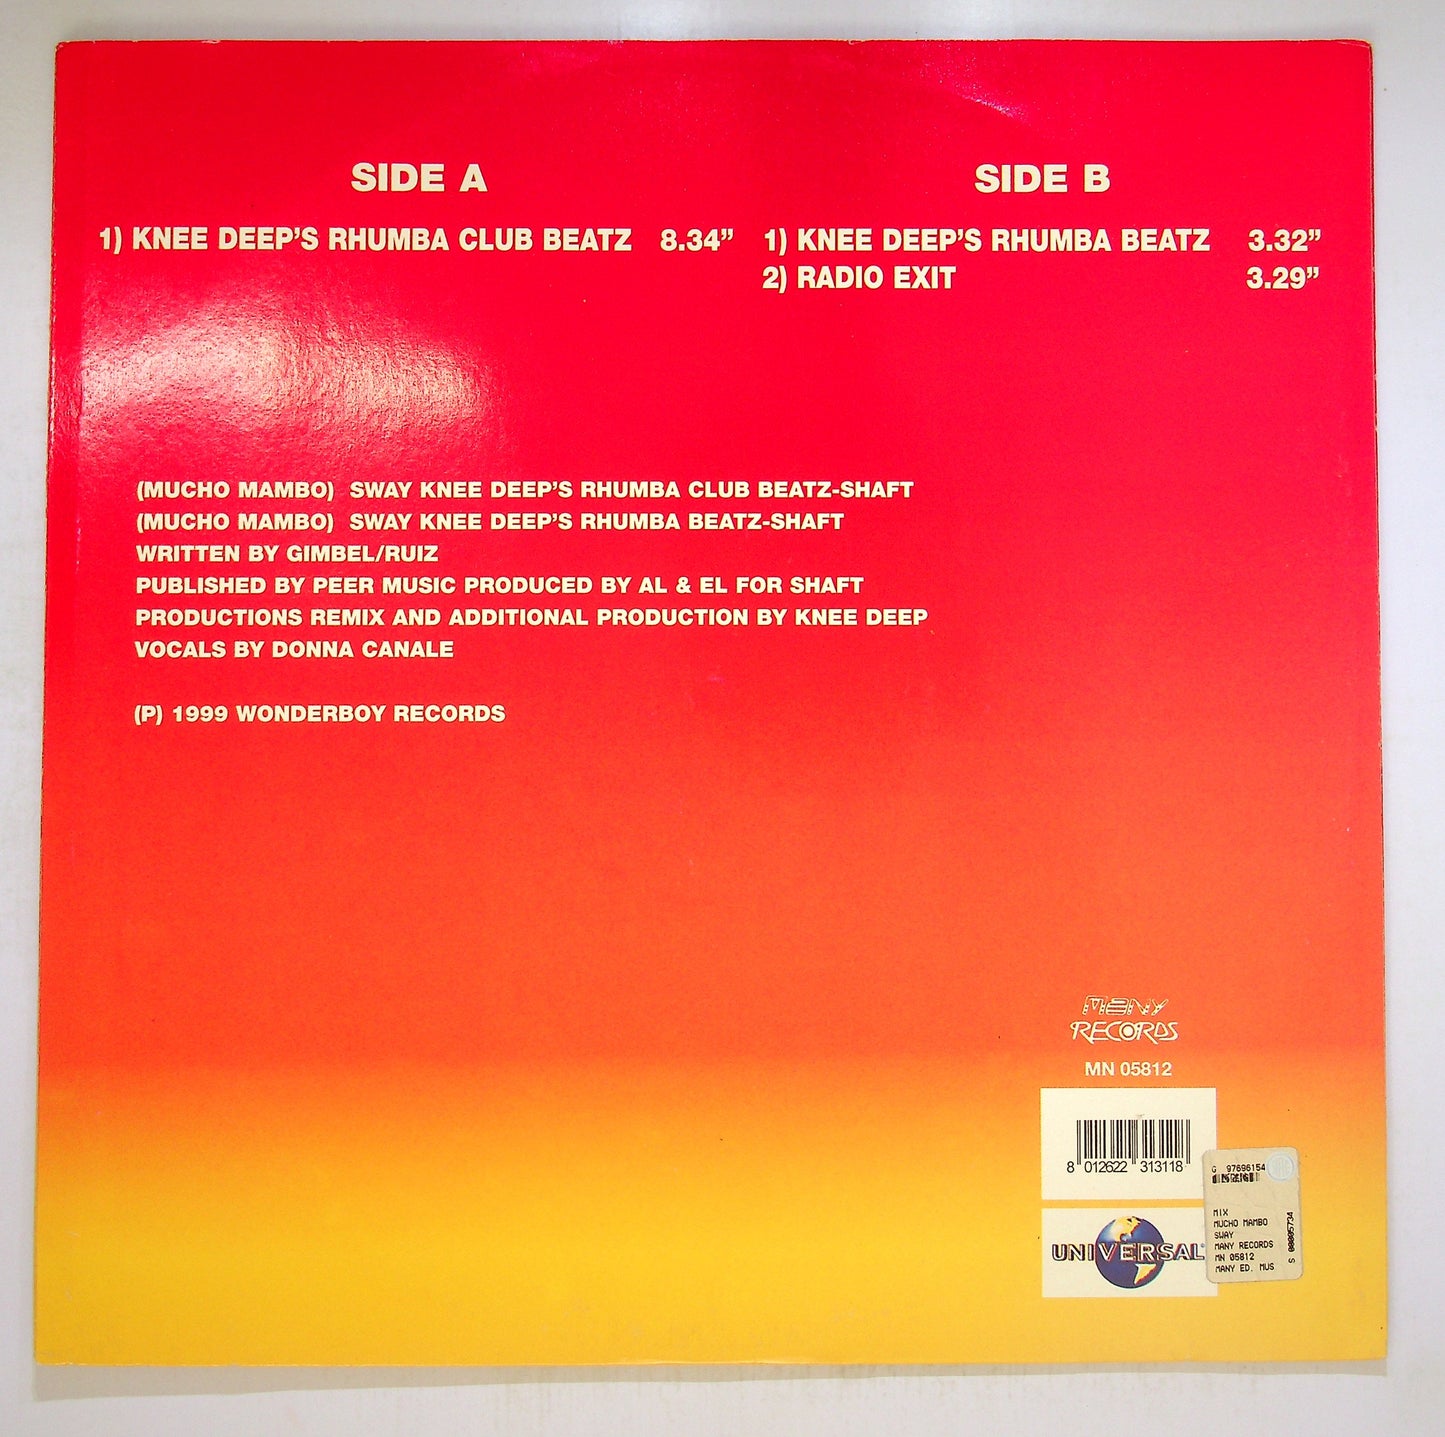 SIDE A
1) KNEE DEEP'S RHUMBA CLUB BEATZ 8.34”
SIDE B
1) KNEE DEEP'S RHUMBA BEATZ 3.32”
2) RADIO EXIT 3.29”
(MUCHO MAMBO) SWAY KNEE DEEP'S RHUMBA CLUB BEATZ-SHAFT
(MUCHO MAMBO) SWAY KNEE DEEP'S RHUMBA BEATZ-SHAFT
WRITTEN BY GIMBEL/RUIZ
PUBLISHED BY PEER MUSIC PRODUCED BY AL & EL FOR SHAFT
PRODUCTIONS REMIX AND ADDITIONAL PRODUCTION BY KNEE DEEP
VOCALS BY DONNA CANALE
(P) 1999 WONDERBOY RECORDS
MANY
RECORDS
MN 05812
8 012622 313118
UNIVERSAL
G 97696154
MIX
MUCHO MAMBO
SWAY
MANY RECORDS
MN 05812
MANY ED. MUS
S 00005734